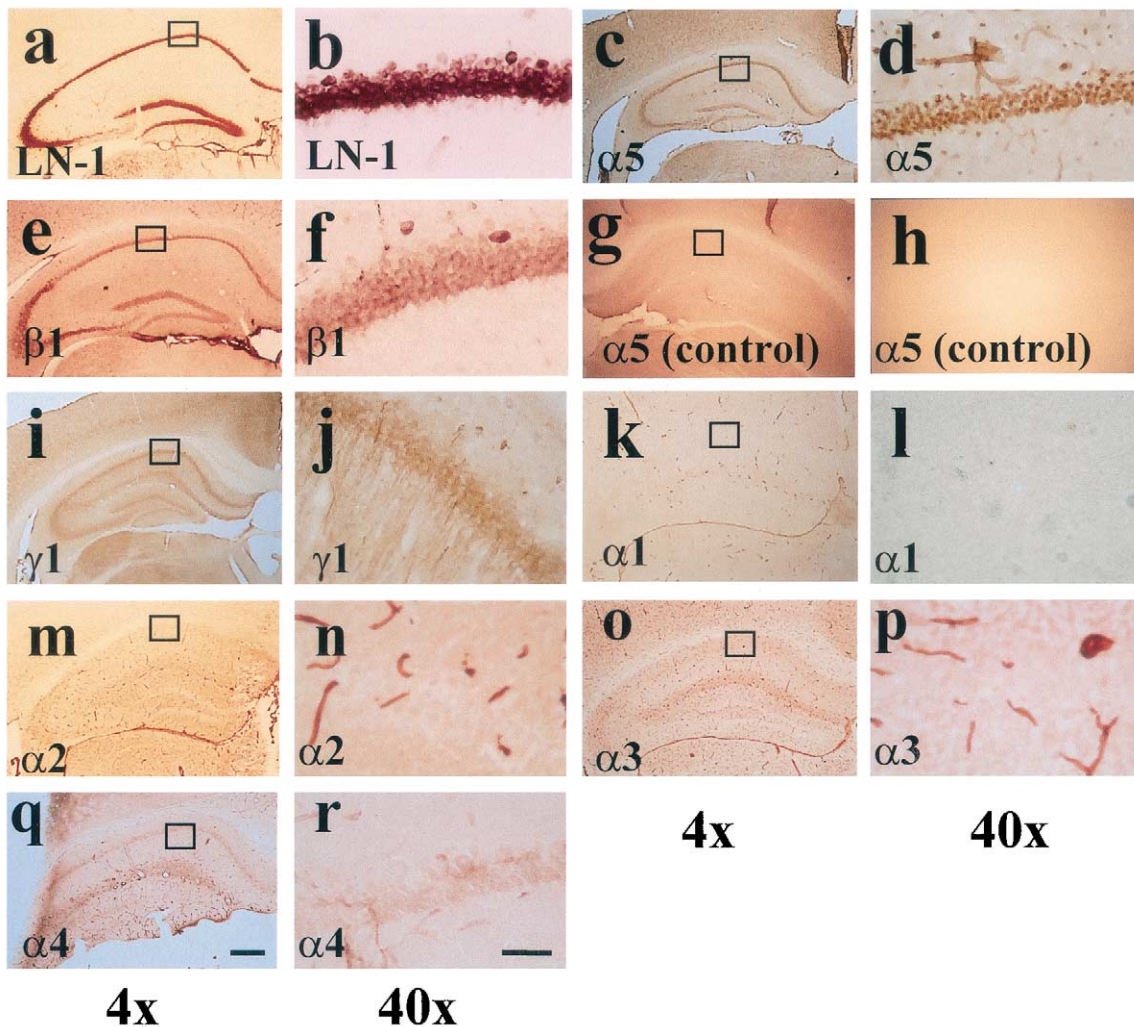 a
LN-1
b
LN-1
c
α5
d
α5
e
β1
f
β1
g
α5 (control)
h
α5 (control)
i
γ1
j
γ1
k
α1
l
α1
m
α2
n
α2
o
α3
p
α3
q
α4
r
α4
4x
40x
4x
40x